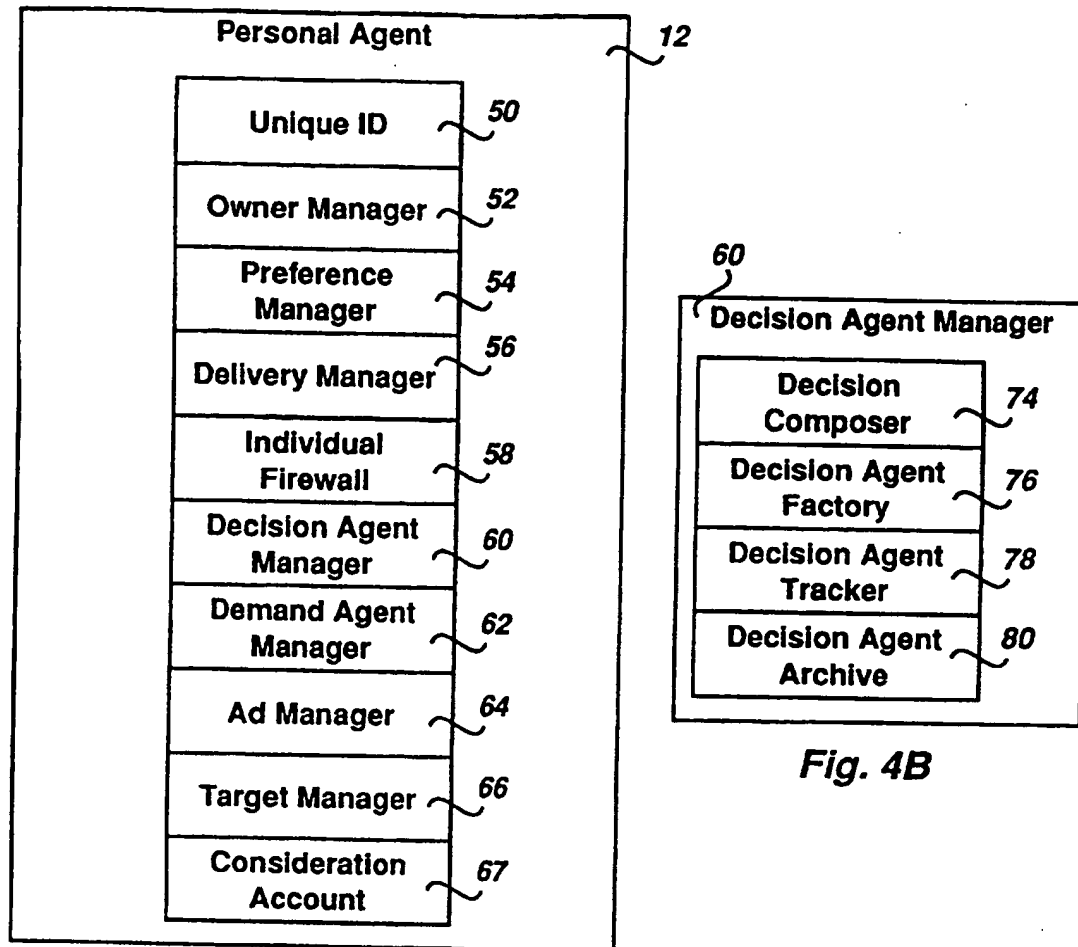 Personal Agent
12
Unique ID
50
Owner Manager
52
Preference
Manager
54
Delivery Manager
56
Individual
Firewall
58
Decision Agent
Manager
60
Demand Agent
Manager
62
Ad Manager
64
Target Manager
66
Consideration
Account
67
60
Decision Agent Manager
Decision
Composer
74
Decision Agent
Factory
76
Decision Agent
Tracker
78
Decision Agent
Archive
80
Fig. 4B